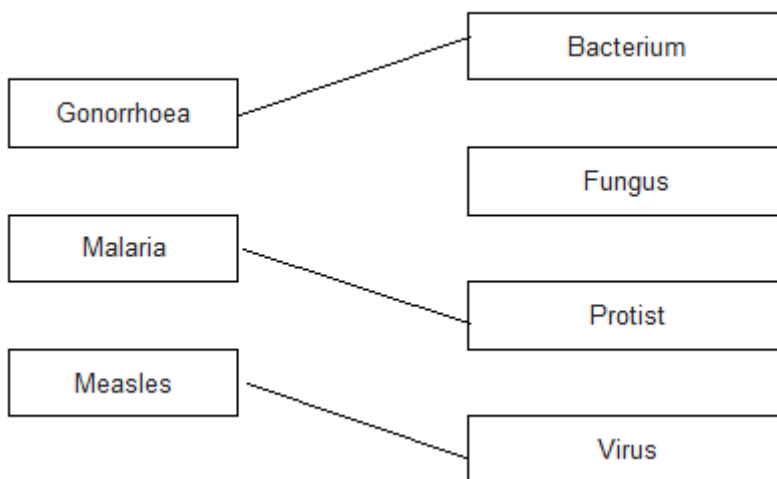 Bacterium
Gonorrhoea
Fungus
Malaria
Protist
Measles
Virus